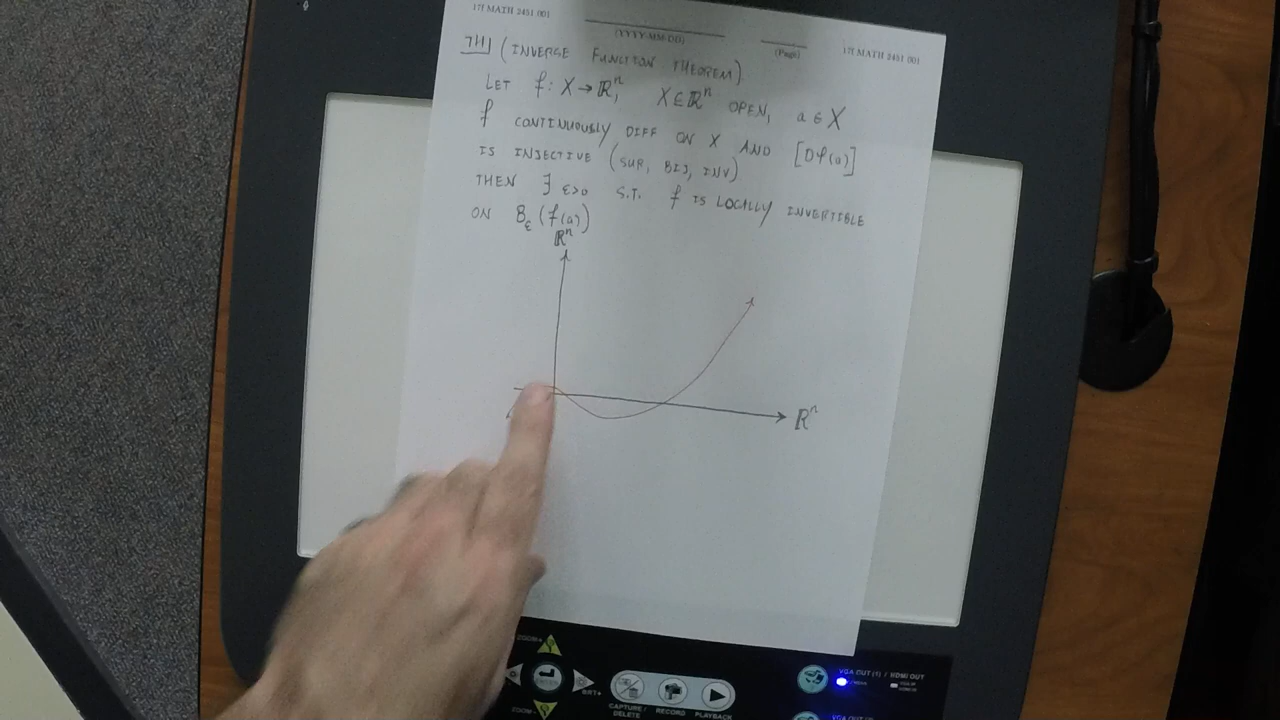 17f MATH 2451 001
(YYYY-MM-DD)
(Page)
17f MATH 2451 001
TH] (INVERSE FUNCTION THEOREM)
LET f: X → ℝⁿ, X ⊆ ℝⁿ OPEN, a ∈ X
f CONTINUOUSLY DIFF ON X AND [Df(a)]
IS INJECTIVE (SUR, BIJ, INV)
THEN ∃ ε>0 S.T. f IS LOCALLY INVERTIBLE
ON B_ε(f(a))
ℝⁿ
ℝⁿ
ZOOM+
BRT+
ZOOM-
CAPTURE/
DELETE
RECORD
PLAYBACK
VGA OUT (1) / HDMI OUT